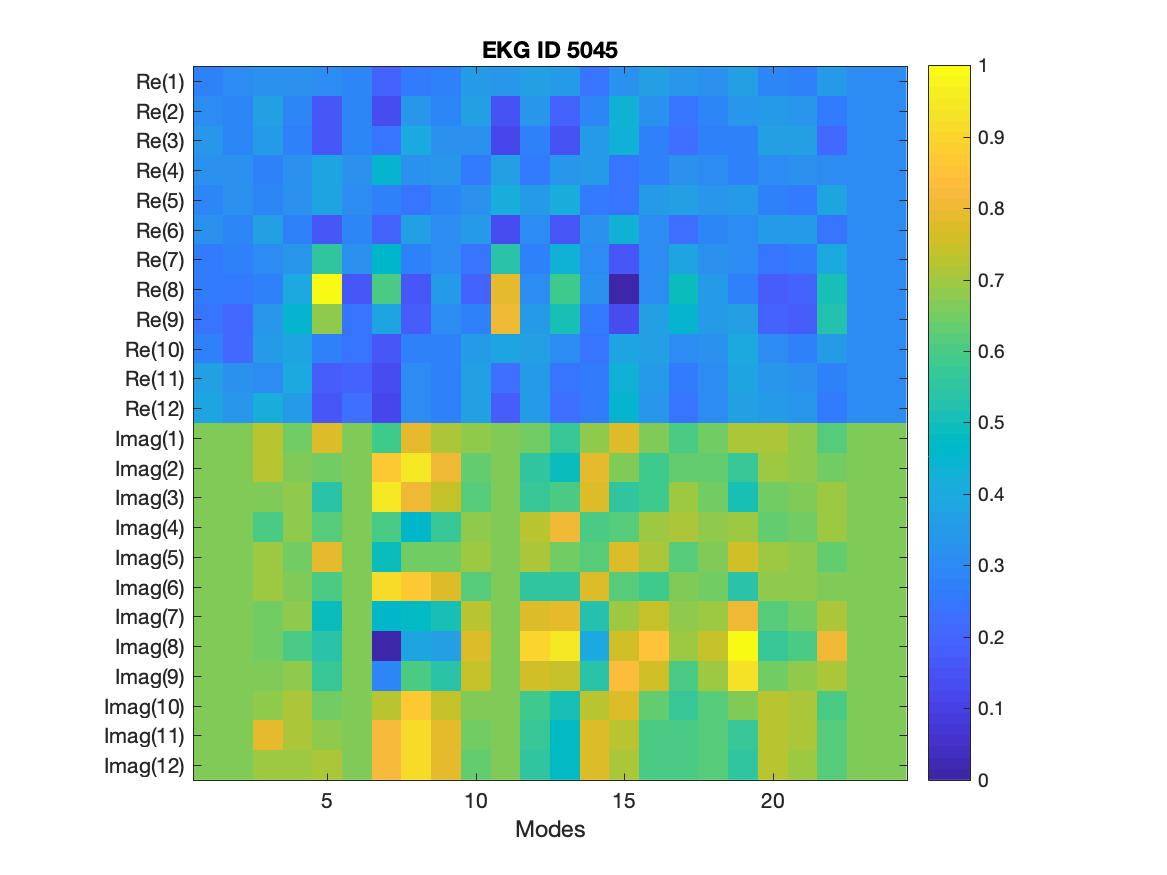 EKG ID 5045
Re(1)
Re(2)
Re(3)
Re(4)
Re(5)
Re(6)
Re(7)
Re(8)
Re(9)
Re(10)
Re(11)
Re(12)
Imag(1)
Imag(2)
Imag(3)
Imag(4)
Imag(5)
Imag(6)
Imag(7)
Imag(8)
Imag(9)
Imag(10)
Imag(11)
Imag(12)
5 10 15 20
Modes
1
0.9
0.8
0.7
0.6
0.5
0.4
0.3
0.2
0.1
0